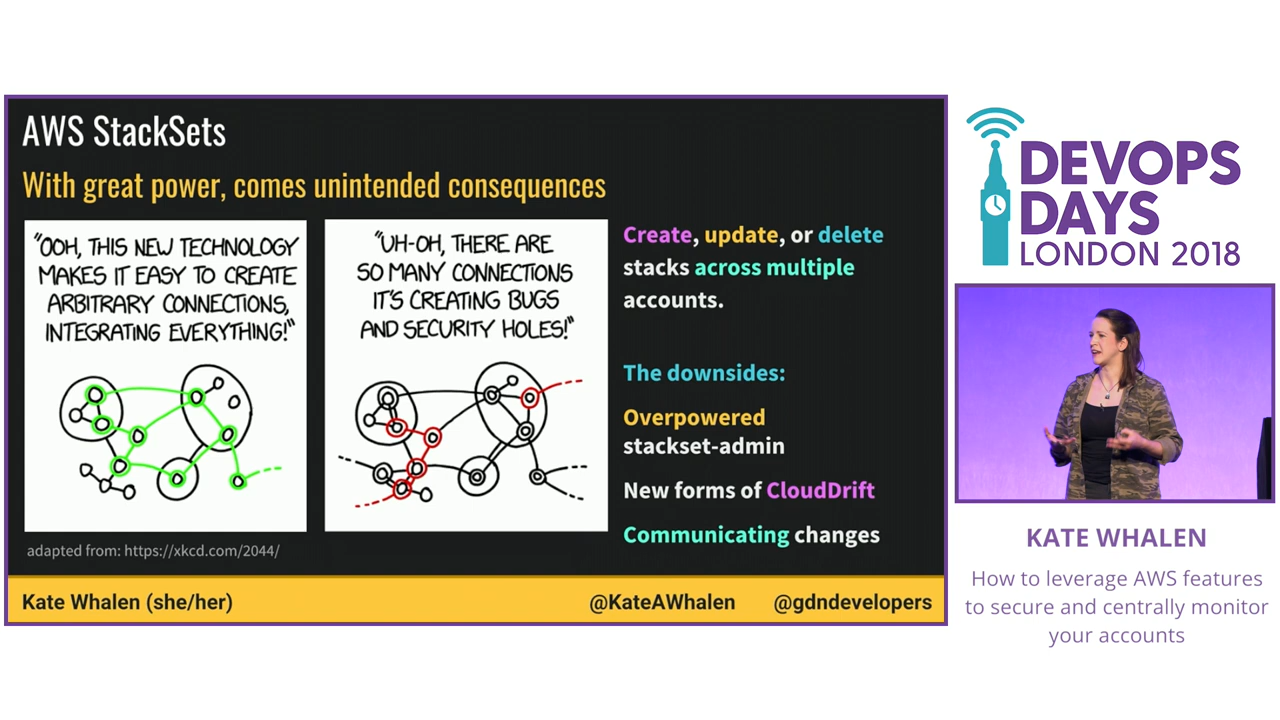 AWS StackSets
With great power, comes unintended consequences
"OOH, THIS NEW TECHNOLOGY
MAKES IT EASY TO CREATE
ARBITRARY CONNECTIONS,
INTEGRATING EVERYTHING!"
"UH-OH, THERE ARE
SO MANY CONNECTIONS
IT'S CREATING BUGS
AND SECURITY HOLES!"
adapted from: https://xkcd.com/2044/
Create, update, or delete
stacks across multiple
accounts.
The downsides:
Overpowered
stackset-admin
New forms of CloudDrift
Communicating changes
Kate Whalen (she/her)
@KateAWhalen
@gdndevelopers
DEVOPS
DAYS
LONDON 2018
KATE WHALEN
How to leverage AWS features
to secure and centrally monitor
your accounts